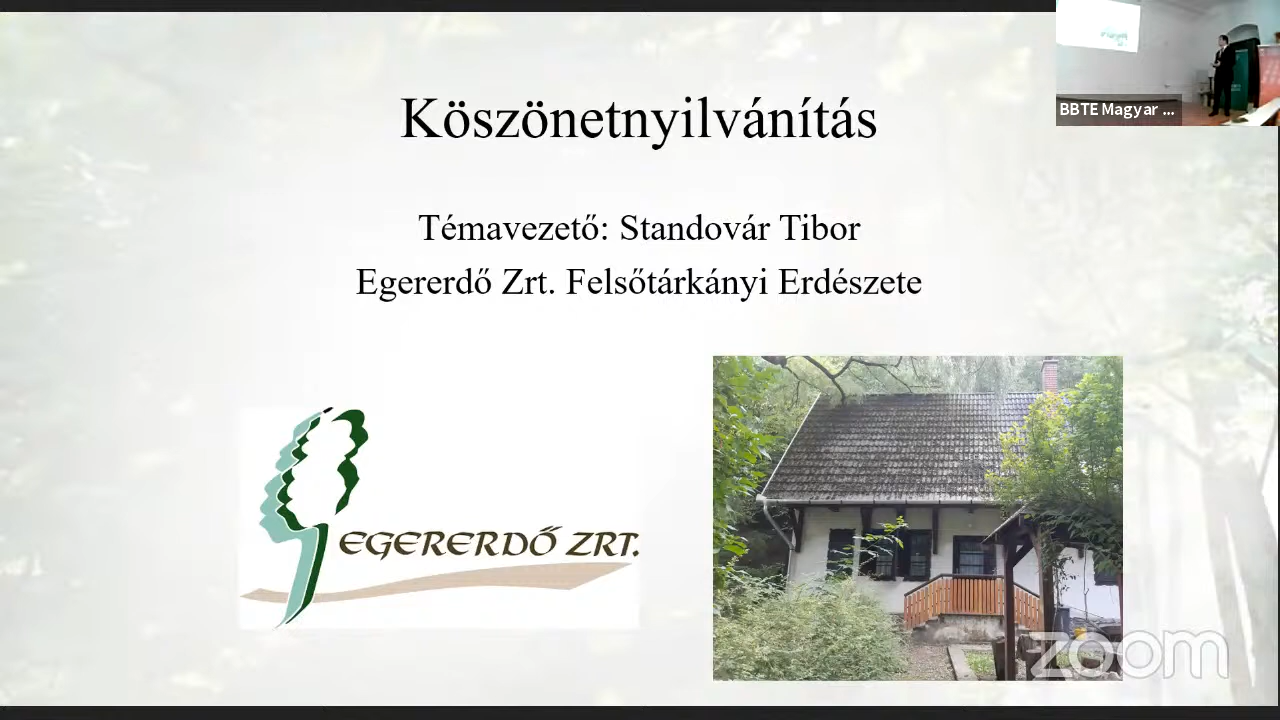 Köszönetnyilvánítás
BBTE Magyar ...
Témavezető: Standovár Tibor
Egererdő Zrt. Felsőtárkányi Erdészete
EGERERDŐ ZRT.
zoom